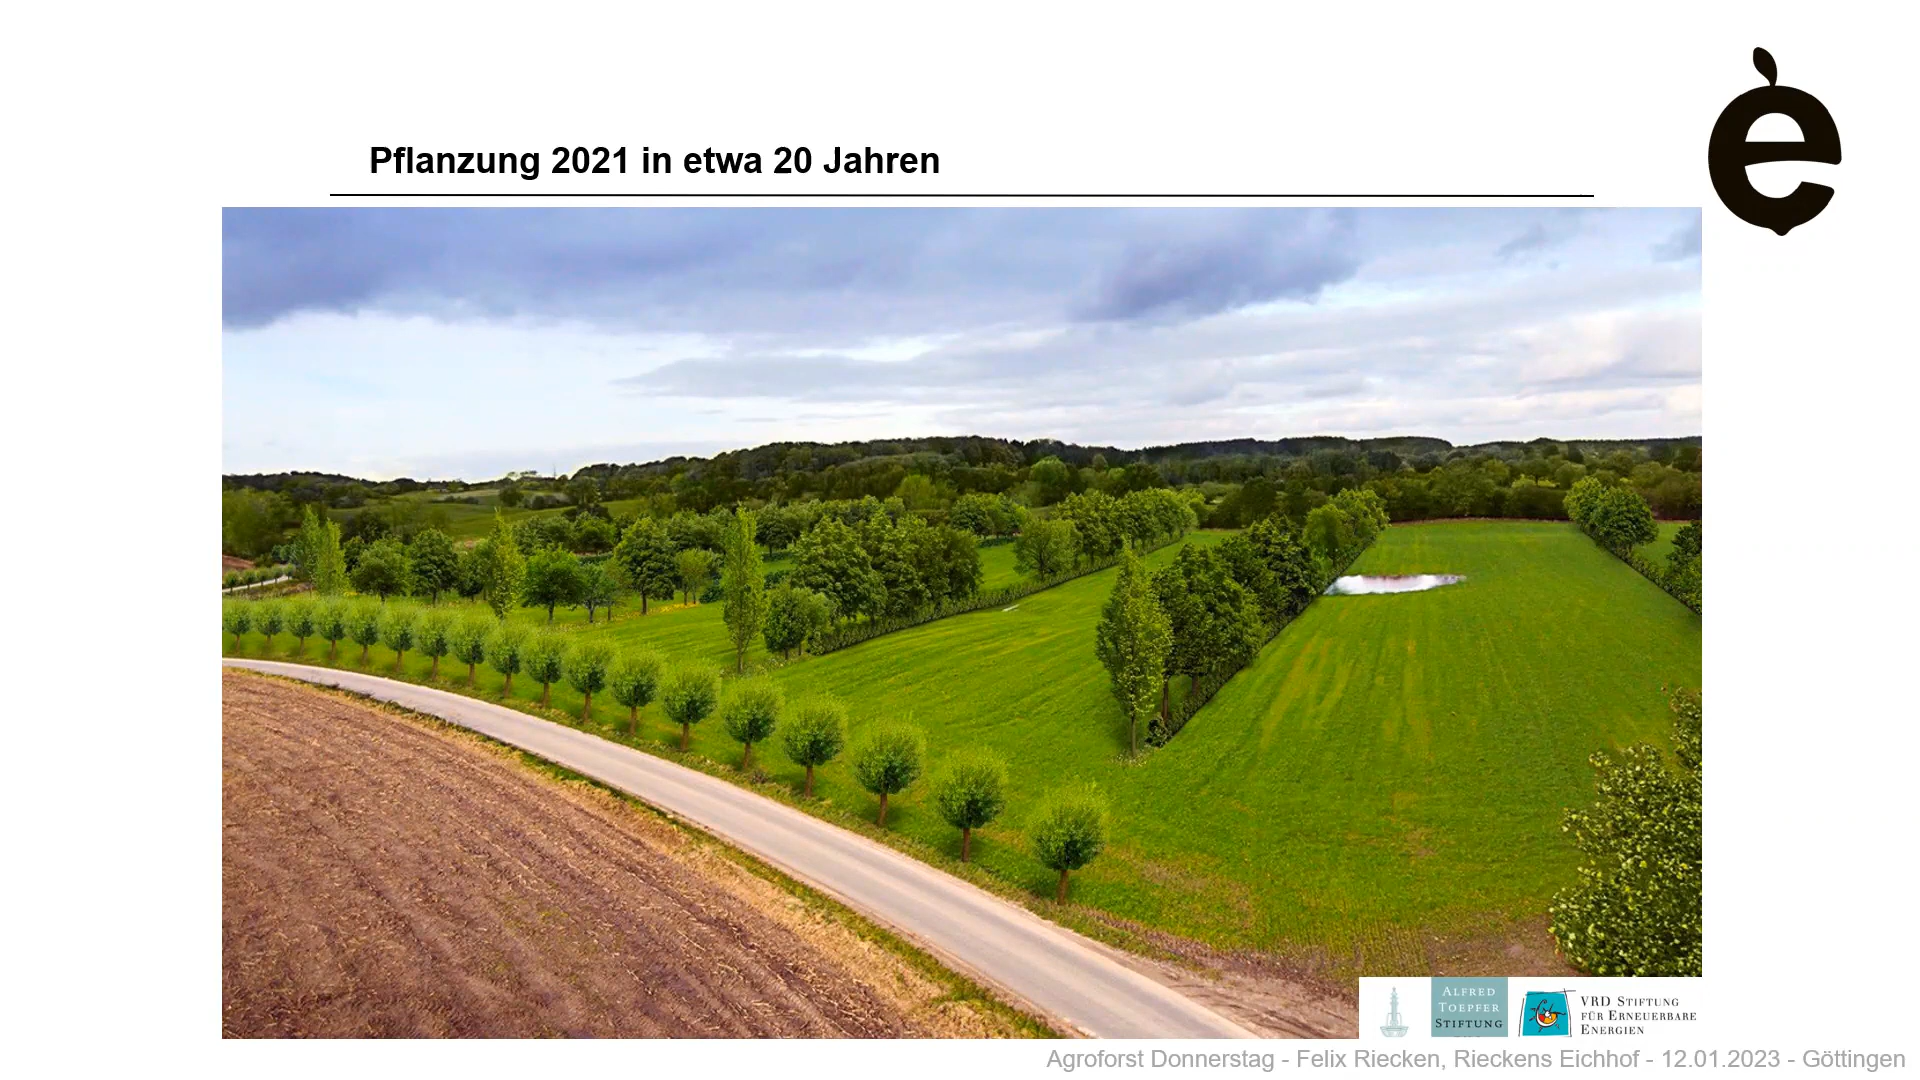 Pflanzung 2021 in etwa 20 Jahren
ALFRED
TOEPFER
STIFTUNG
VRD STIFTUNG
FÜR ERNEUERBARE
ENERGIEN
Agroforst Donnerstag - Felix Riecken, Rieckens Eichhof - 12.01.2023 - Göttingen